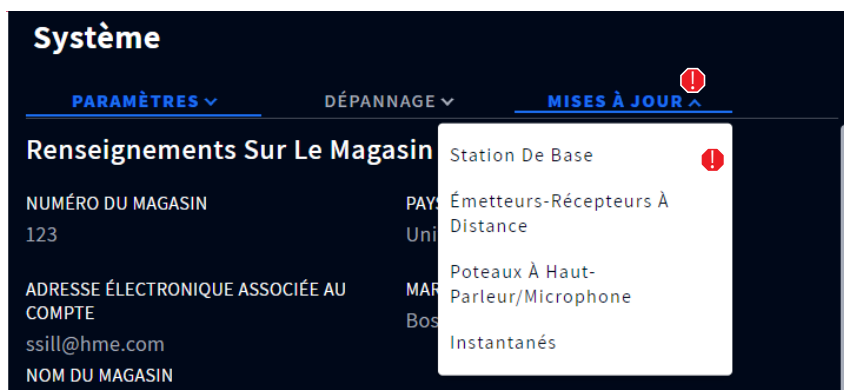 Système
PARAMÈTRES
DÉPANNAGE
MISES À JOUR
Renseignements Sur Le Magasin
NUMÉRO DU MAGASIN
123
ADRESSE ÉLECTRONIQUE ASSOCIÉE AU
COMPTE
ssill@hme.com
NOM DU MAGASIN
Station De Base
Émetteurs-Récepteurs À
Distance
Poteaux À Haut-
Parleur/Microphone
Instantanés